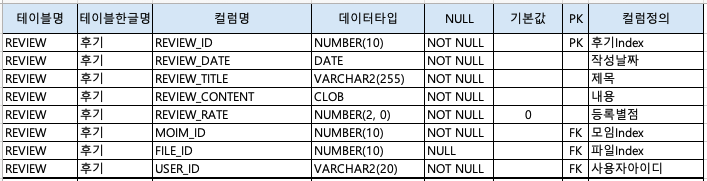 테이블명 테이블한글명 컬럼명 데이터타입 NULL 기본값 PK 컬럼정의
REVIEW 후기 REVIEW_ID NUMBER(10) NOT NULL PK 후기Index
REVIEW 후기 REVIEW_DATE DATE NOT NULL 작성날짜
REVIEW 후기 REVIEW_TITLE VARCHAR2(255) NOT NULL 제목
REVIEW 후기 REVIEW_CONTENT CLOB NOT NULL 내용
REVIEW 후기 REVIEW_RATE NUMBER(2, 0) NOT NULL 0 등록별점
REVIEW 후기 MOIM_ID NUMBER(10) NOT NULL FK 모임Index
REVIEW 후기 FILE_ID NUMBER(10) NULL FK 파일Index
REVIEW 후기 USER_ID VARCHAR2(20) NOT NULL FK 사용자아이디